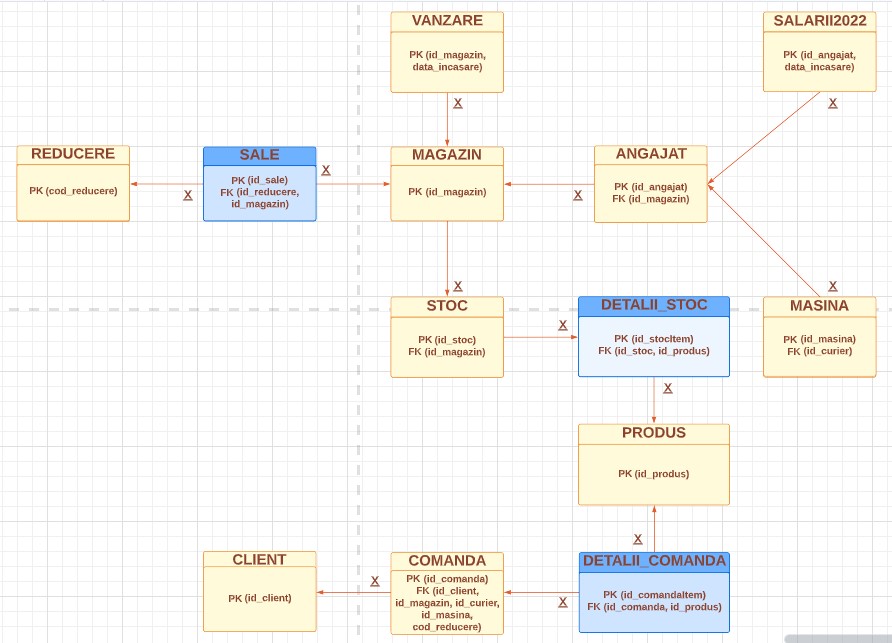 VANZARE
PK (id_magazin,
data_incasare)
X
SALARII2022
PK (id_angajat,
data_incasare)
X
REDUCERE
PK (cod_reducere)
X
SALE
PK (id_sale)
FK (id_reducere,
id_magazin)
X
MAGAZIN
PK (id_magazin)
X
ANGAJAT
PK (id_angajat)
FK (id_magazin)
X
X
STOC
PK (id_stoc)
FK (id_magazin)
X
DETALII_STOC
PK (id_stocItem)
FK (id_stoc, id_produs)
X
MASINA
PK (id_masina)
FK (id_curier)
PRODUS
PK (id_produs)
X
CLIENT
PK (id_client)
X
COMANDA
PK (id_comanda)
FK (id_client,
id_magazin, id_curier,
id_masina,
cod_reducere)
X
DETALII_COMANDA
PK (id_comandaItem)
FK (id_comanda, id_produs)